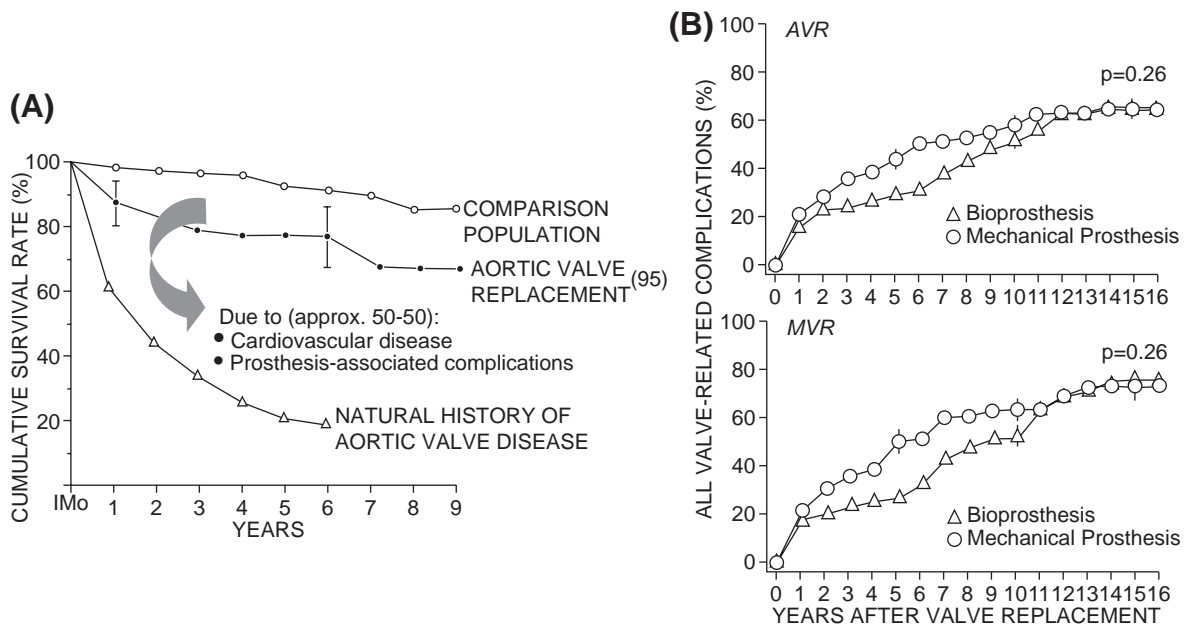 (A)
CUMULATIVE SURVIVAL RATE (%)
100
80
60
40
20
IMo
1 2 3 4 5 6 7 8 9
YEARS
COMPARISON
POPULATION
AORTIC VALVE
REPLACEMENT (95)
Due to (approx. 50-50):
• Cardiovascular disease
• Prosthesis-associated complications
NATURAL HISTORY OF
AORTIC VALVE DISEASE
(B)
ALL VALVE-RELATED COMPLICATIONS (%)
AVR
100
80
60
40
20
0
p=0.26
Bioprosthesis
Mechanical Prosthesis
0 1 2 3 4 5 6 7 8 9 10 11 12 13 14 15 16
MVR
100
80
60
40
20
0
p=0.26
Bioprosthesis
Mechanical Prosthesis
0 1 2 3 4 5 6 7 8 9 10 11 12 13 14 15 16
YEARS AFTER VALVE REPLACEMENT